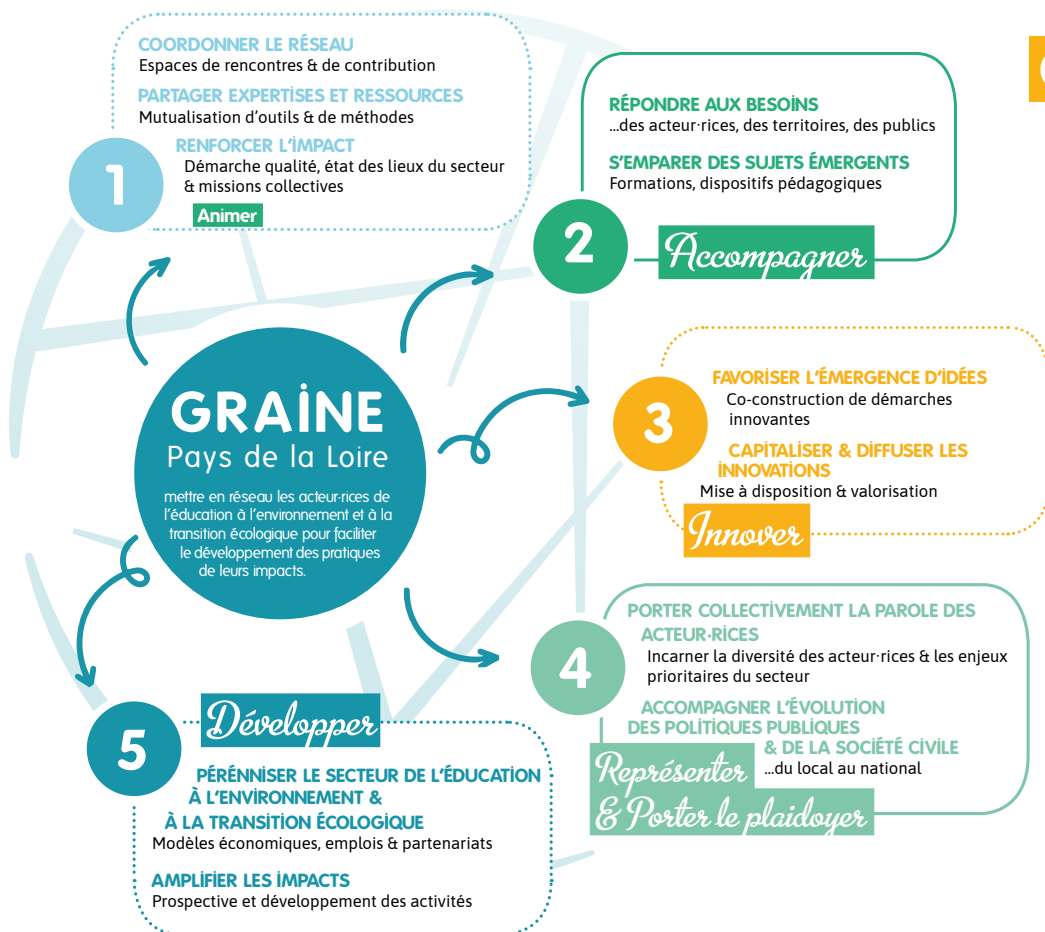 COORDONNER LE RÉSEAU
Espaces de rencontres & de contribution
PARTAGER EXPERTISES ET RESSOURCES
Mutualisation d'outils & de méthodes
RENFORCER L'IMPACT
Démarche qualité, état des lieux du secteur
& missions collectives
1
Animer
RÉPONDRE AUX BESOINS
...des acteur·rices, des territoires, des publics
S'EMPARER DES SUJETS ÉMERGENTS
Formations, dispositifs pédagogiques
2
Accompagner
GRAINE
Pays de la Loire
mettre en réseau les acteur·rices de
l'éducation à l'environnement et à la
transition écologique pour faciliter
le développement des pratiques
de leurs impacts.
FAVORISER L'ÉMERGENCE D'IDÉES
Co-construction de démarches
innovantes
3
CAPITALISER & DIFFUSER LES
INNOVATIONS
Mise à disposition & valorisation
Innover
PORTER COLLECTIVEMENT LA PAROLE DES
ACTEUR·RICES
4
Incarner la diversité des acteur·rices & les enjeux
prioritaires du secteur
ACCOMPAGNER L'ÉVOLUTION
DES POLITIQUES PUBLIQUES
& DE LA SOCIÉTÉ CIVILE
...du local au national
Représenter
& Porter le plaidoyer
Développer
5
PÉRÉNNISER LE SECTEUR DE L'ÉDUCATION
À L'ENVIRONNEMENT &
À LA TRANSITION ÉCOLOGIQUE
Modèles économiques, emplois & partenariats
AMPLIFIER LES IMPACTS
Prospective et développement des activités